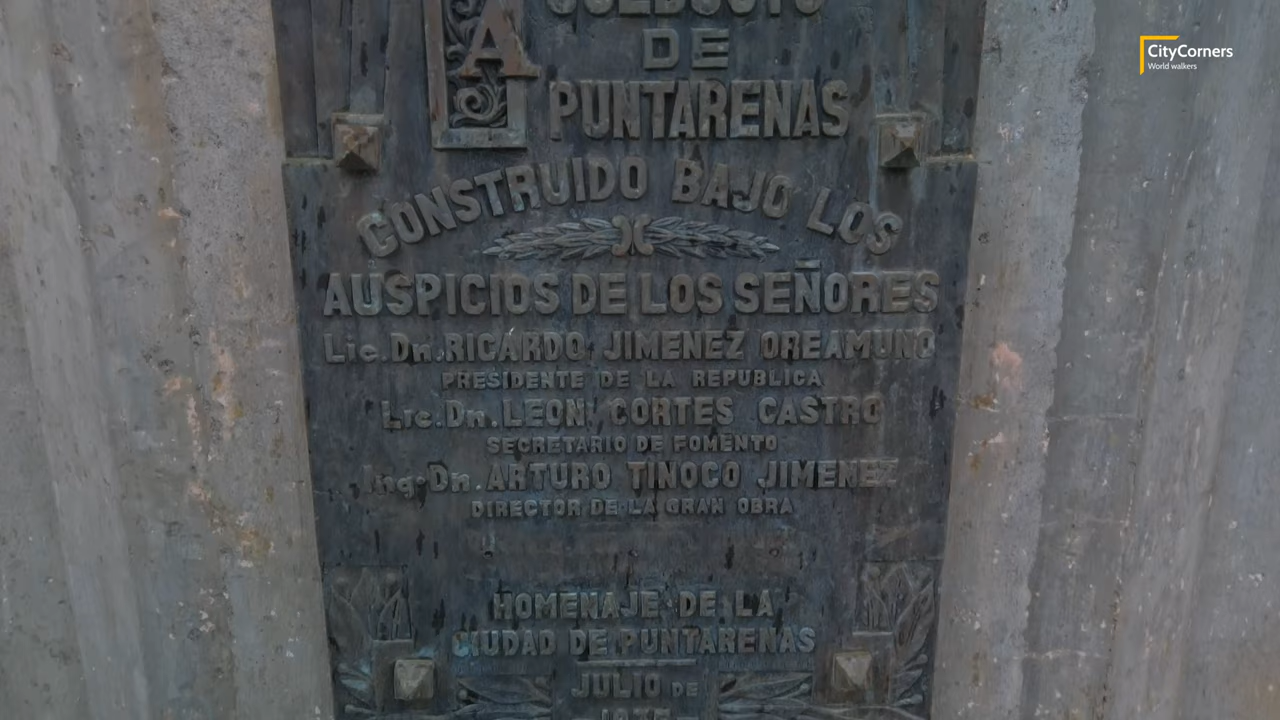 A
DE
PUNTARENAS
CONSTRUIDO BAJO LOS
AUSPICIOS DE LOS SEÑORES
Lic. Dn. RICARDO JIMENEZ OREAMUNO
PRESIDENTE DE LA REPUBLICA
Lic. Dn. LEON CORTES CASTRO
SECRETARIO DE FOMENTO
Ing. Dn. ARTURO TINOCO JIMENEZ
DIRECTOR DE LA GRAN OBRA
HOMENAJE DE LA
CIUDAD DE PUNTARENAS
JULIO DE
CityCorners
World walkers